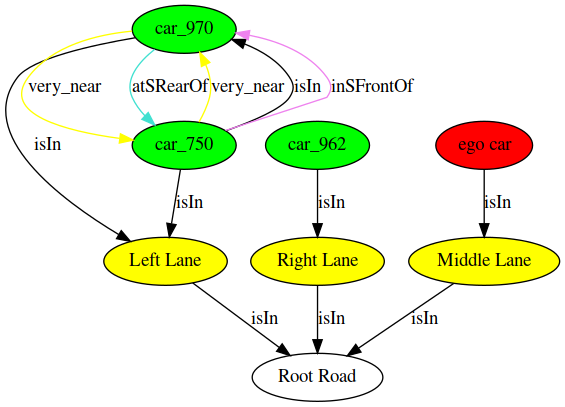 car_970
very_near
atSRearOf
very_near
isIn
inSFrontOf
isIn
car_750
car_962
ego car
isIn
isIn
isIn
Left Lane
Right Lane
Middle Lane
isIn
isIn
isIn
Root Road